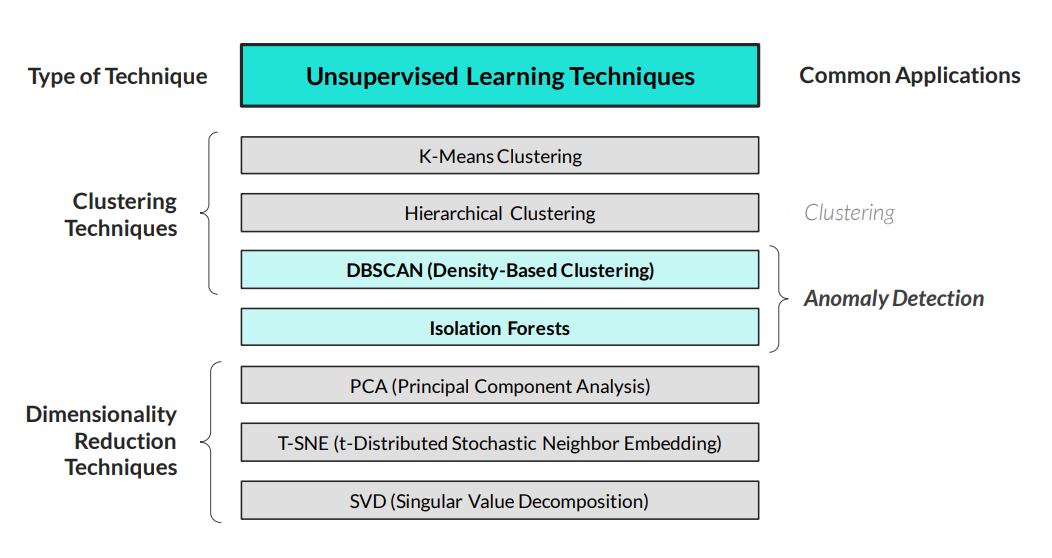 Type of Technique
Unsupervised Learning Techniques
Common Applications
K-Means Clustering
Clustering
Techniques
Hierarchical Clustering
Clustering
DBSCAN (Density-Based Clustering)
Anomaly Detection
Isolation Forests
PCA (Principal Component Analysis)
Dimensionality
Reduction
Techniques
T-SNE (t-Distributed Stochastic Neighbor Embedding)
SVD (Singular Value Decomposition)